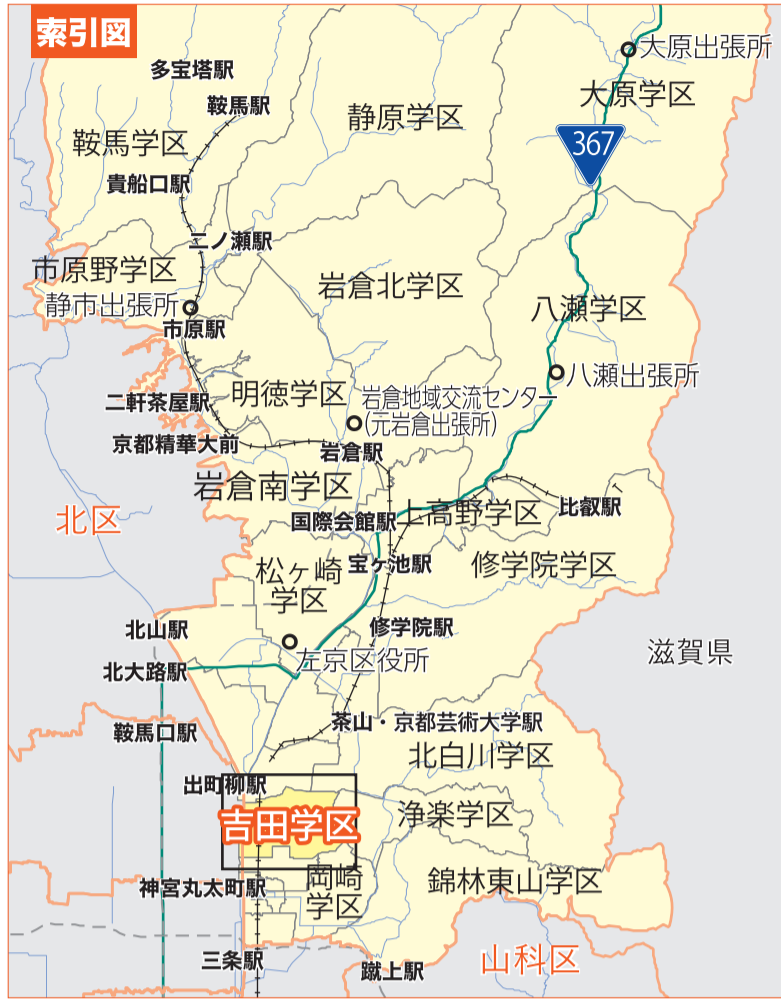 索引図
大原出張所
多宝塔駅
大原学区
鞍馬駅
静原学区
鞍馬学区
367
貴船口駅
二ノ瀬駅
市原野学区
岩倉北学区
静市出張所
八瀬学区
市原駅
八瀬出張所
明徳学区
岩倉地域交流センター
(元岩倉出張所)
二軒茶屋駅
京都精華大前
岩倉駅
岩倉南学区
比叡駅
北区
国際会館駅
上高野学区
松ヶ崎
学区
宝ヶ池駅
修学院学区
北山駅
修学院駅
左京区役所
滋賀県
北大路駅
茶山・京都芸術大学駅
鞍馬口駅
北白川学区
出町柳駅
吉田学区
浄楽学区
神宮丸太町駅
岡崎
学区
錦林東山学区
三条駅
蹴上駅
山科区